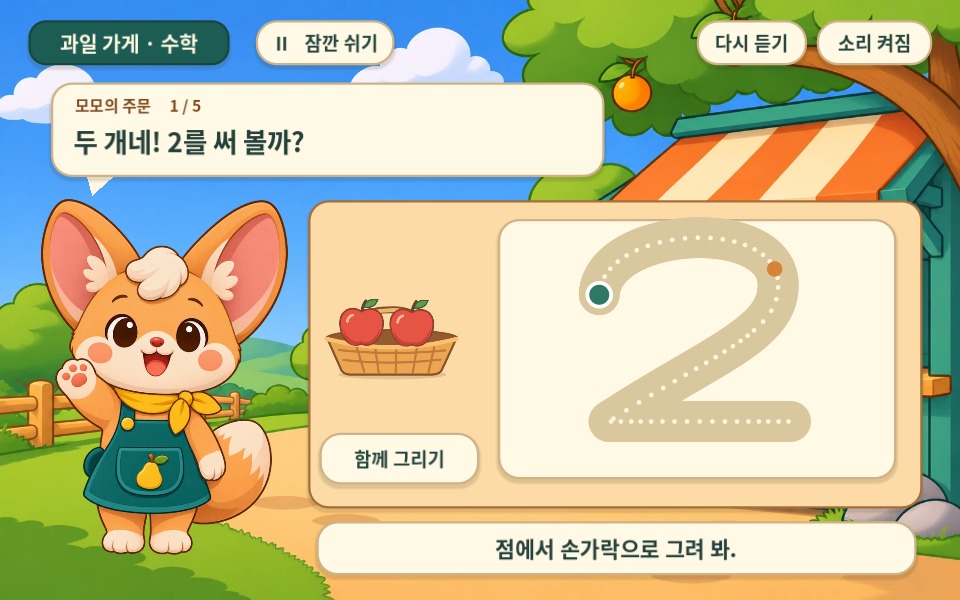 과일 가게 · 수학
잠깐 쉬기
다시 듣기
소리 켜짐
모모의 주문 1 / 5
두 개네! 2를 써 볼까?
2
함께 그리기
점에서 손가락으로 그려 봐.